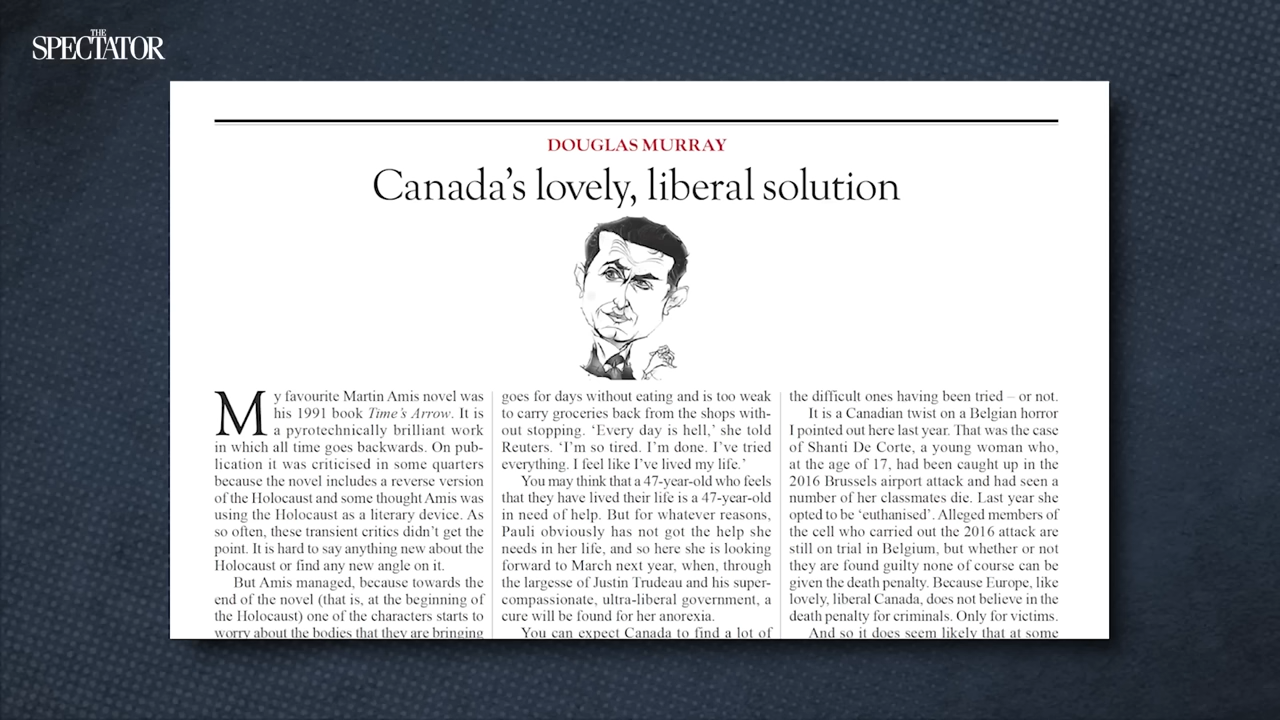 THE
SPECTATOR
DOUGLAS MURRAY
Canada's lovely, liberal solution
My favourite Martin Amis novel was
his 1991 book Time's Arrow. It is
a pyrotechnically brilliant work
in which all time goes backwards. On pub-
lication it was criticised in some quarters
because the novel includes a reverse version
of the Holocaust and some thought Amis was
using the Holocaust as a literary device. As
so often, these transient critics didn't get the
point. It is hard to say anything new about the
Holocaust or find any new angle on it.
But Amis managed, because towards the
end of the novel (that is, at the beginning of
the Holocaust) one of the characters starts to
worry about the bodies that they are bringing
goes for days without eating and is too weak
to carry groceries back from the shops with-
out stopping. 'Every day is hell,' she told
Reuters. 'I'm so tired. I'm done. I've tried
everything. I feel like I've lived my life.'
You may think that a 47-year-old who feels
that they have lived their life is a 47-year-old
in need of help. But for whatever reasons,
Pauli obviously has not got the help she
needs in her life, and so here she is looking
forward to March next year, when, through
the largesse of Justin Trudeau and his super-
compassionate, ultra-liberal government, a
cure will be found for her anorexia.
You can expect Canada to find a lot of
the difficult ones having been tried – or not.
It is a Canadian twist on a Belgian horror
I pointed out here last year. That was the case
of Shanti De Corte, a young woman who,
at the age of 17, had been caught up in the
2016 Brussels airport attack and had seen a
number of her classmates die. Last year she
opted to be 'euthanised'. Alleged members of
the cell who carried out the 2016 attack are
still on trial in Belgium, but whether or not
they are found guilty none of course can be
given the death penalty. Because Europe, like
lovely, liberal Canada, does not believe in the
death penalty for criminals. Only for victims.
And so it does seem likely that at some